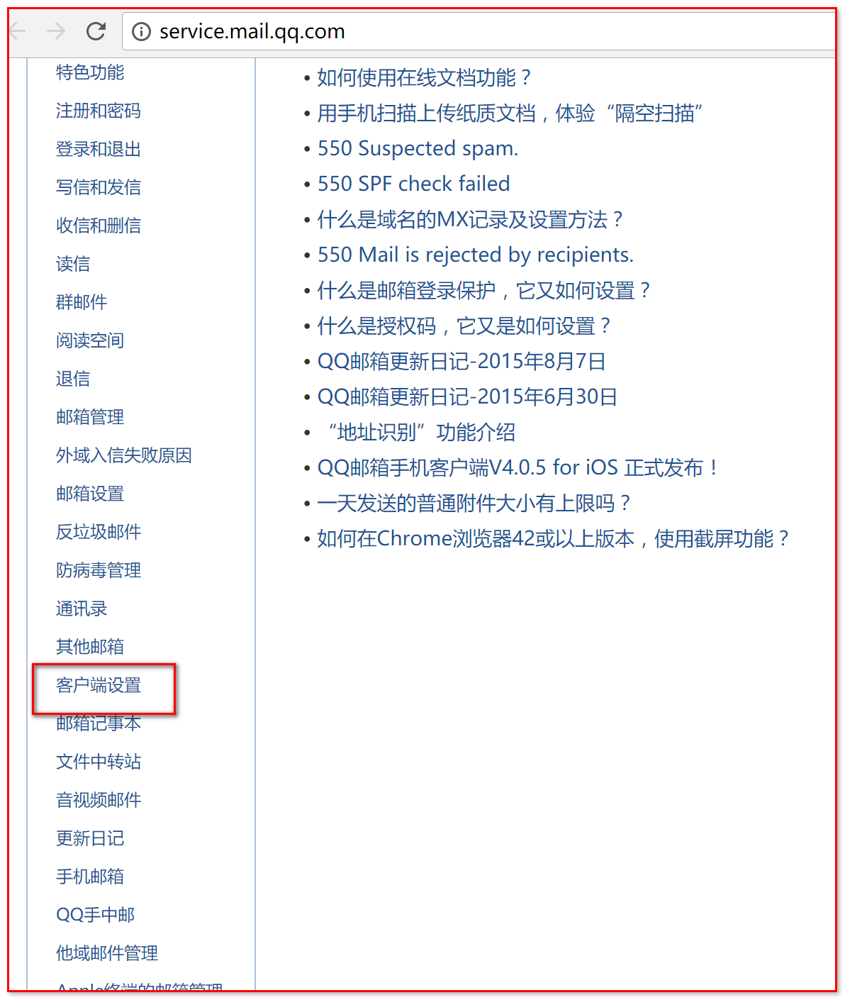 service.mail.qq.com
特色功能
注册和密码
登录和退出
写信和发信
收信和删信
读信
群邮件
阅读空间
退信
邮箱管理
外域入信失败原因
邮箱设置
反垃圾邮件
防病毒管理
通讯录
其他邮箱
客户端设置
邮箱记事本
文件中转站
音视频邮件
更新日记
手机邮箱
QQ手中邮
他域邮件管理
Apple终端的邮箱管理
• 如何使用在线文档功能？
• 用手机扫描上传纸质文档，体验“隔空扫描”
• 550 Suspected spam.
• 550 SPF check failed
• 什么是域名的MX记录及设置方法？
• 550 Mail is rejected by recipients.
• 什么是邮箱登录保护，它又如何设置？
• 什么是授权码，它又是如何设置？
• QQ邮箱更新日记-2015年8月7日
• QQ邮箱更新日记-2015年6月30日
• “地址识别”功能介绍
• QQ邮箱手机客户端V4.0.5 for iOS 正式发布！
• 一天发送的普通附件大小有上限吗？
• 如何在Chrome浏览器42或以上版本，使用截屏功能？